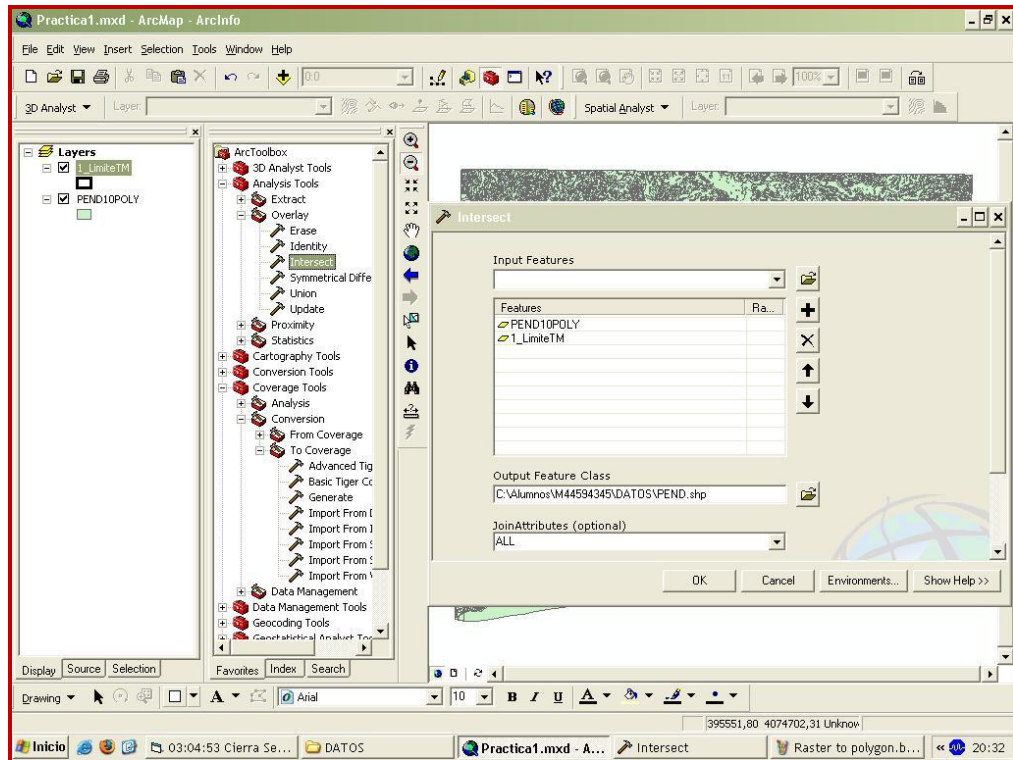 Practica1.mxd - ArcMap - ArcInfo
File Edit View Insert Selection Tools Window Help
0:0
100%
3D Analyst
Layer:
Spatial Analyst
Layer:
Layers
1_LimiteTM
PEND10POLY
ArcToolbox
3D Analyst Tools
Analysis Tools
Extract
Overlay
Erase
Identity
Intersect
Symmetrical Diffe
Union
Update
Proximity
Statistics
Cartography Tools
Conversion Tools
Coverage Tools
Analysis
Conversion
From Coverage
To Coverage
Advanced Tig
Basic Tiger Co
Generate
Import From
Import From
Import From
Import From
Import From
Data Management
Data Management Tools
Geocoding Tools
Geostatistical Analyst
Favorites Index Search
Display Source Selection
Intersect
Input Features
Features Ra...
PEND10POLY
1_LimiteTM
Output Feature Class
C:\Alumnos\M44594345\DATOS\PEND.shp
JoinAttributes (optional)
ALL
OK Cancel Environments... Show Help >>
Drawing A Arial 10 B I U A
395551,80 4074702,31 Unknow
Inicio 03:04:53 Cierra Se... DATOS Practica1.mxd - A... Intersect Raster to polygon.b... « 20:32